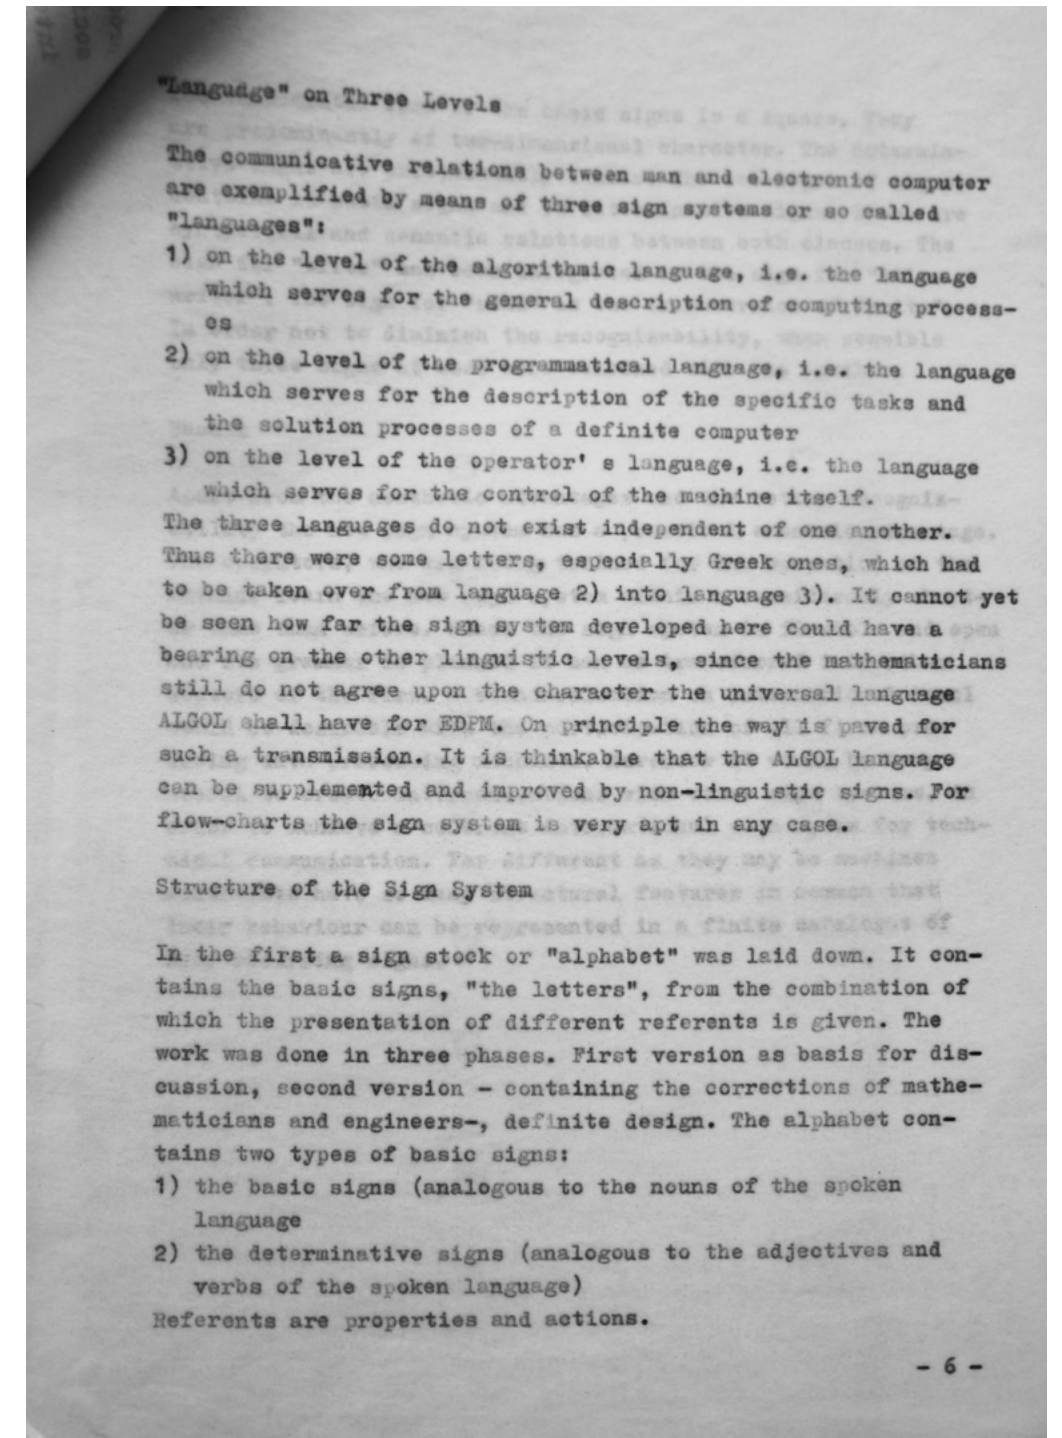 "Language" on Three Levels
The communicative relations between man and electronic computer
are exemplified by means of three sign systems or so called
"languages":
1) on the level of the algorithmic language, i.e. the language
which serves for the general description of computing process-
es
2) on the level of the programmatical language, i.e. the language
which serves for the description of the specific tasks and
the solution processes of a definite computer
3) on the level of the operator' s language, i.e. the language
which serves for the control of the machine itself.
The three languages do not exist independent of one another.
Thus there were some letters, especially Greek ones, which had
to be taken over from language 2) into language 3). It cannot yet
be seen how far the sign system developed here could have a
bearing on the other linguistic levels, since the mathematicians
still do not agree upon the character the universal language
ALGOL shall have for EDPM. On principle the way is paved for
such a transmission. It is thinkable that the ALGOL language
can be supplemented and improved by non-linguistic signs. For
flow-charts the sign system is very apt in any case.
Structure of the Sign System
In the first a sign stock or "alphabet" was laid down. It con-
tains the basic signs, "the letters", from the combination of
which the presentation of different referents is given. The
work was done in three phases. First version as basis for dis-
cussion, second version - containing the corrections of mathe-
maticians and engineers-, definite design. The alphabet con-
tains two types of basic signs:
1) the basic signs (analogous to the nouns of the spoken
language
2) the determinative signs (analogous to the adjectives and
verbs of the spoken language)
Referents are properties and actions.
- 6 -